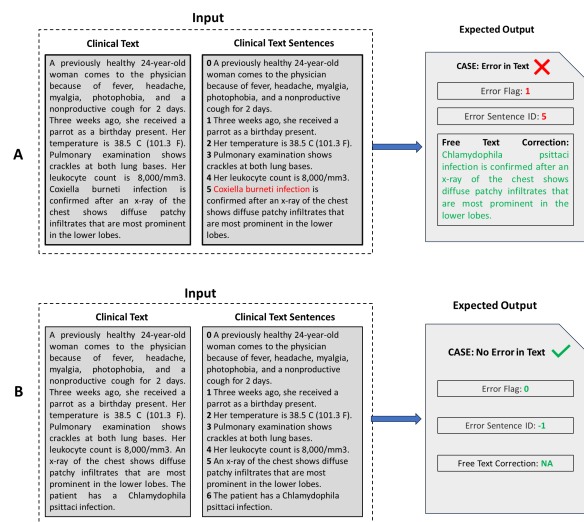 Input
Clinical Text
A previously healthy 24-year-old
woman comes to the physician
because of fever, headache,
myalgia, photophobia, and a
nonproductive cough for 2 days.
Three weeks ago, she received a
parrot as a birthday present. Her
temperature is 38.5 C (101.3 F).
Pulmonary examination shows
crackles at both lung bases. Her
leukocyte count is 8,000/mm3.
Coxiella burneti infection is
confirmed after an x-ray of the
chest shows diffuse patchy
infiltrates that are most prominent
in the lower lobes.
Clinical Text Sentences
0 A previously healthy 24-year-old
woman comes to the physician
because of fever, headache, myalgia,
photophobia, and a nonproductive
cough for 2 days.
1 Three weeks ago, she received a
parrot as a birthday present.
2 Her temperature is 38.5 C (101.3 F).
3 Pulmonary examination shows
crackles at both lung bases.
4 Her leukocyte count is 8,000/mm3.
5 Coxiella burneti infection is
confirmed after an x-ray of the chest
shows diffuse patchy infiltrates that
are most prominent in the lower
lobes.
A
Expected Output
CASE: Error in Text
Error Flag: 1
Error Sentence ID: 5
Free Text Correction:
Chlamydophila psittaci
infection is confirmed after an
x-ray of the chest shows
diffuse patchy infiltrates that
are most prominent in the
lower lobes.
Input
Clinical Text
A previously healthy 24-year-old
woman comes to the physician
because of fever, headache,
myalgia, photophobia, and a
nonproductive cough for 2 days.
Three weeks ago, she received a
parrot as a birthday present. Her
temperature is 38.5 C (101.3 F).
Pulmonary examination shows
crackles at both lung bases. Her
leukocyte count is 8,000/mm3. An
x-ray of the chest shows diffuse
patchy infiltrates that are most
prominent in the lower lobes. The
patient has a Chlamydophila
psittaci infection.
Clinical Text Sentences
0 A previously healthy 24-year-old
woman comes to the physician
because of fever, headache, myalgia,
photophobia, and a nonproductive
cough for 2 days.
1 Three weeks ago, she received a
parrot as a birthday present.
2 Her temperature is 38.5 C (101.3 F).
3 Pulmonary examination shows
crackles at both lung bases.
4 Her leukocyte count is 8,000/mm3.
5 An x-ray of the chest shows diffuse
patchy infiltrates that are most
prominent in the lower lobes.
6 The patient has a Chlamydophila
psittaci infection.
B
Expected Output
CASE: No Error in Text
Error Flag: 0
Error Sentence ID: -1
Free Text Correction: NA